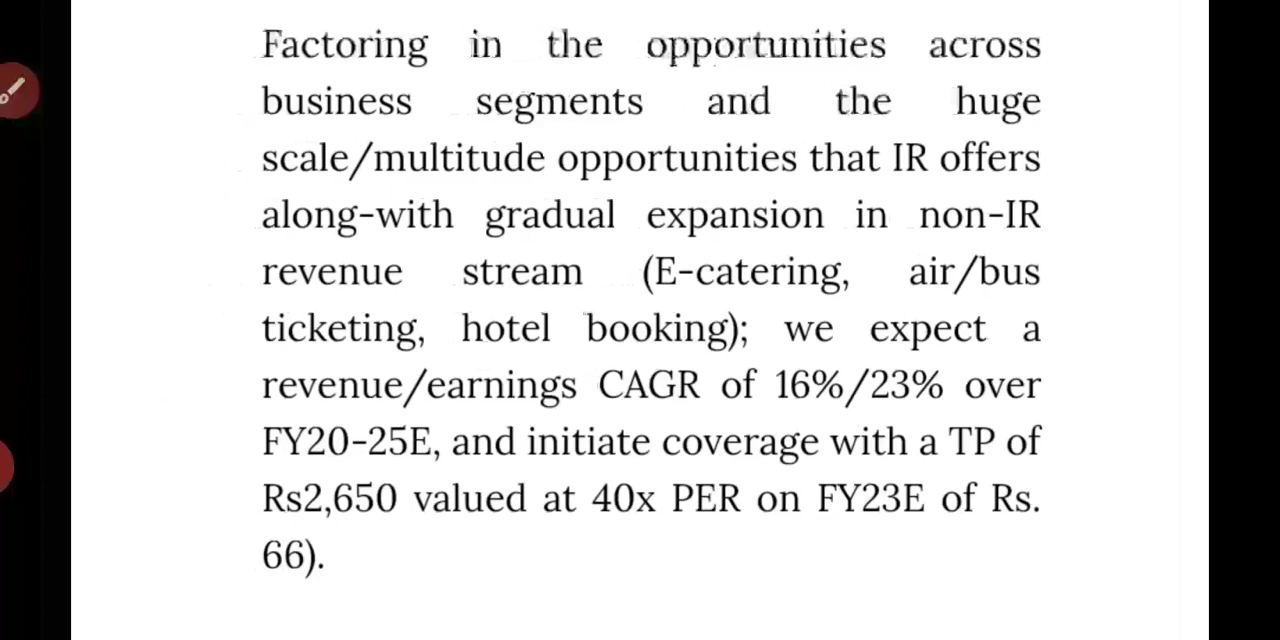 Factoring in the opportunities across
business segments and the huge
scale/multitude opportunities that IR offers
along-with gradual expansion in non-IR
revenue stream (E-catering, air/bus
ticketing, hotel booking); we expect a
revenue/earnings CAGR of 16%/23% over
FY20-25E, and initiate coverage with a TP of
Rs2,650 valued at 40x PER on FY23E of Rs.
66).